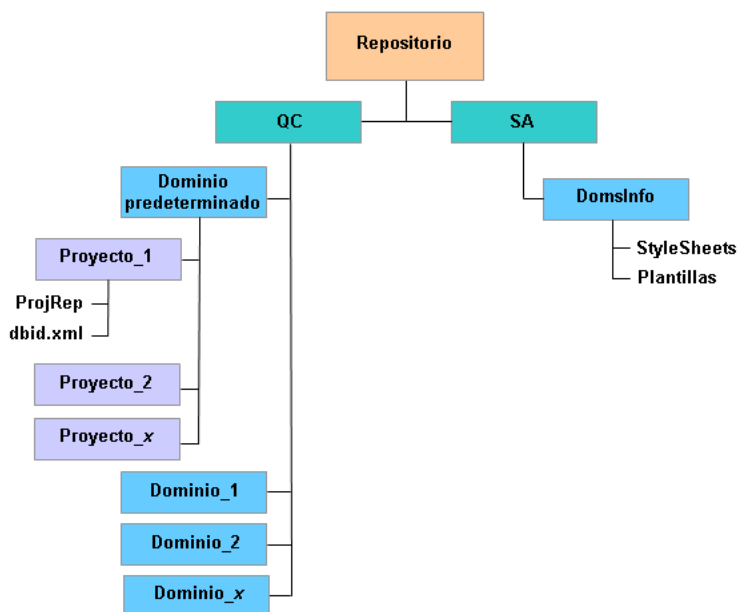 Repositorio
QC
SA
Dominio
predeterminado
DomsInfo
Proyecto_1
StyleSheets
Plantillas
ProjRep
dbid.xml
Proyecto_2
Proyecto_x
Dominio_1
Dominio_2
Dominio_x